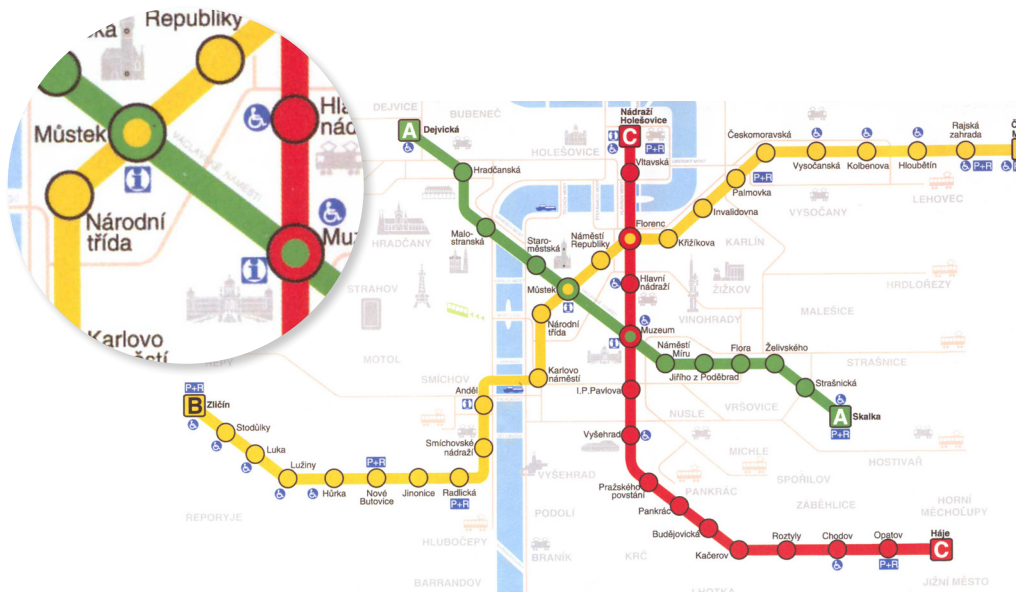 Republiky
Můstek
VÁCLAVSKÉ NÁMĚSTÍ
Národní
třída
Karlovo
DEJVICE
BUBENEČ
HOLEŠOVICE
A
Dejvická
Hradčanská
Malo-
stranská
HRADČANY
STRAHOV
Staro-
městská
Náměstí
Republiky
Můstek
Národní
třída
Karlovo
náměstí
C
Nádraží
Holešovice
P+R
Vltavská
Florenc
Hlavní
nádraží
Muzeum
I.P.Pavlova
Vyšehrad
Pražského
povstání
Pankrác
Budějovická
Kačerov
Roztyly
Chodov
Opatov
P+R
Háje
C
Českomoravská
P+R
Palmovka
Invalidovna
Křižíkova
Vysočanská
Kolbenova
Hloubětín
Rajská
zahrada
P+R
VYSOČANY
LEHOVEC
KARLÍN
ŽIŽKOV
HRDLOŘEZY
MALEŠICE
VINOHRADY
Náměstí
Míru
Jiřího z Poděbrad
Flora
Želivského
Strašnická
A
Skalka
P+R
STRAŠNICE
VRŠOVICE
NUSLE
MICHLE
SPOŘILOV
HOSTIVAŘ
PANKRÁC
ZÁBĚHLICE
HORNÍ
MĚCHOLUPY
JIŽNÍ MĚSTO
LHOTKA
KRČ
BRANÍK
PODOLÍ
VYŠEHRAD
BARRANDOV
HLUBOČEPY
ŘEPORYJE
MOTOL
SMÍCHOV
P+R
B
Zličín
Stodůlky
Luka
Lužiny
Hůrka
P+R
Nové
Butovice
Jinonice
Radlická
P+R
Smíchovské
nádraží
Anděl